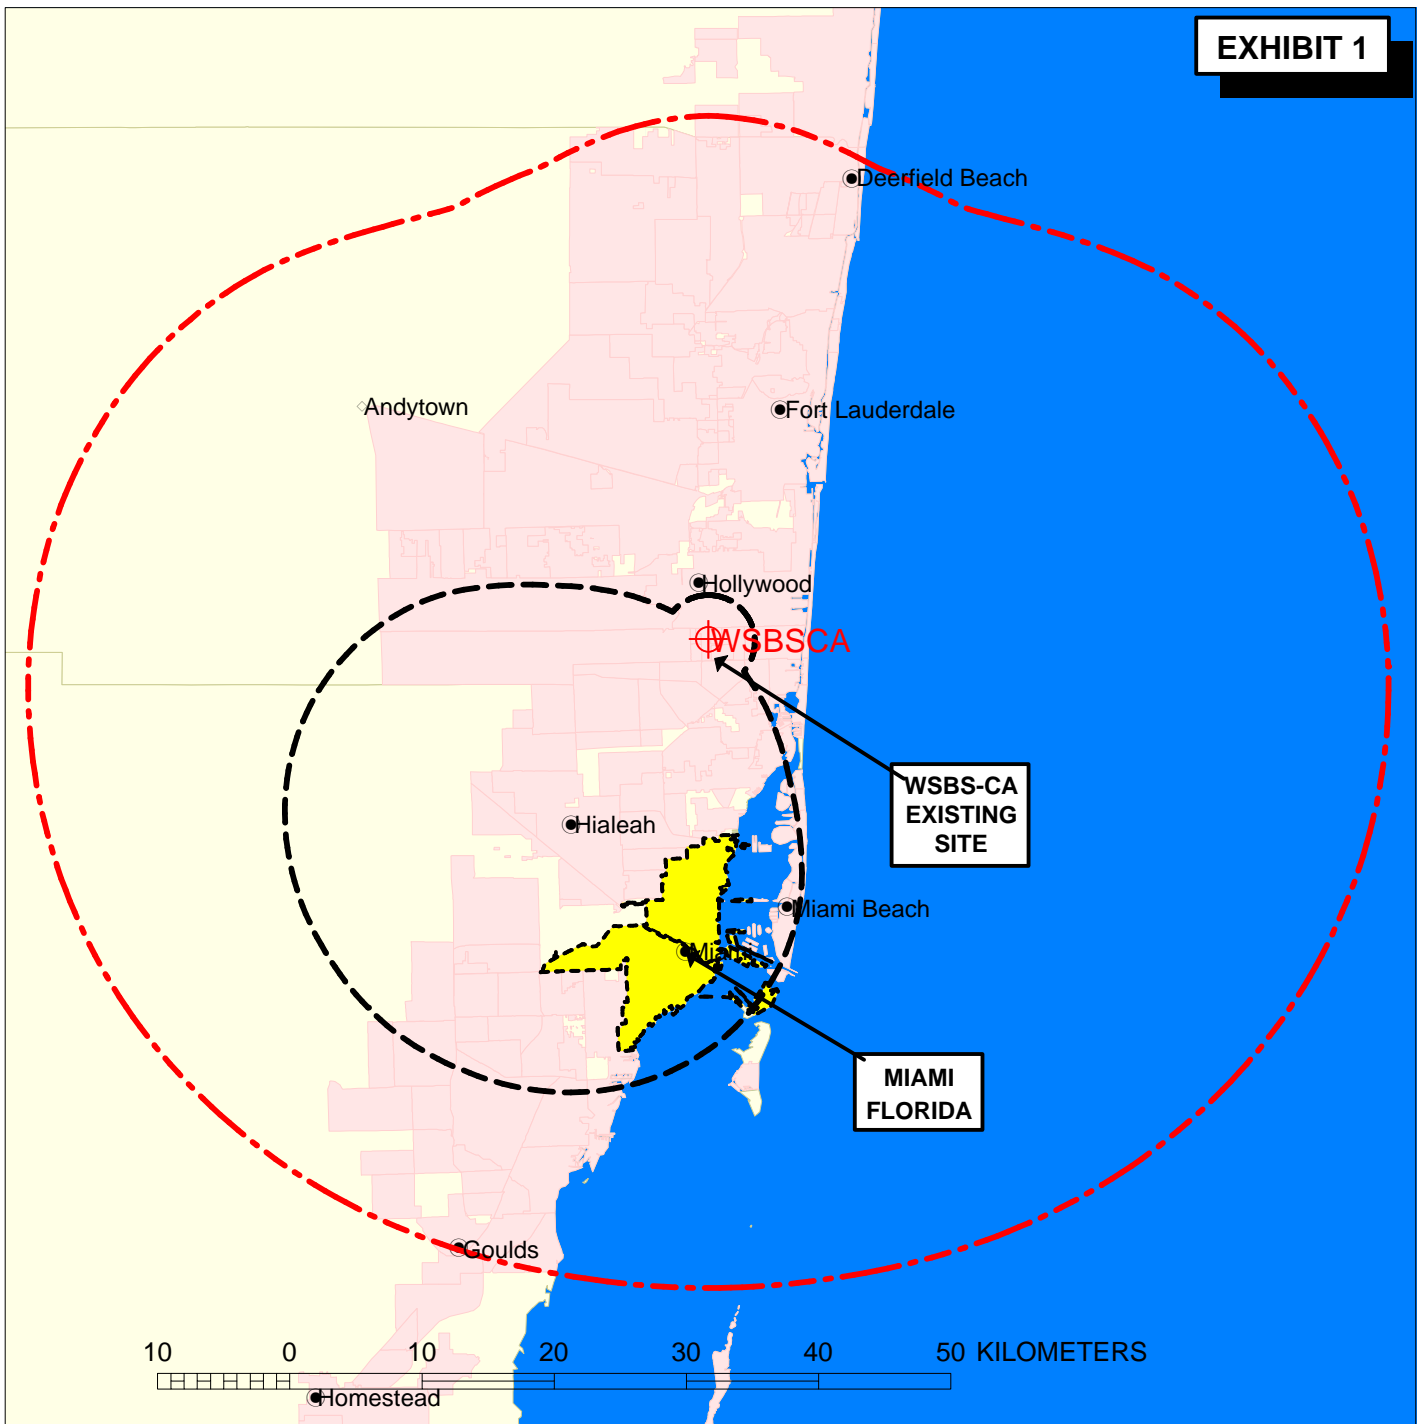 EXHIBIT 1
Deerfield Beach
Andytown
Fort Lauderdale
Hollywood
WSBSCA
WSBS-CA
EXISTING
SITE
Hialeah
Miami Beach
Miami
MIAMI
FLORIDA
Goulds
10 0 10 20 30 40 50 KILOMETERS
Homestead